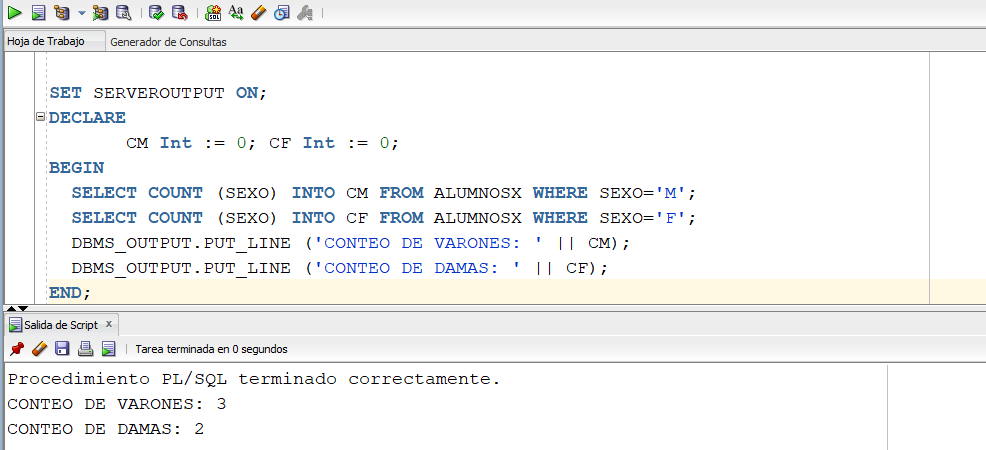 Hoja de Trabajo Generador de Consultas
SET SERVEROUTPUT ON;
DECLARE
CM Int := 0; CF Int := 0;
BEGIN
SELECT COUNT (SEXO) INTO CM FROM ALUMNOSX WHERE SEXO='M';
SELECT COUNT (SEXO) INTO CF FROM ALUMNOSX WHERE SEXO='F';
DBMS_OUTPUT.PUT_LINE ('CONTEO DE VARONES: ' || CM);
DBMS_OUTPUT.PUT_LINE ('CONTEO DE DAMAS: ' || CF);
END;
Salida de Script x
Tarea terminada en 0 segundos
Procedimiento PL/SQL terminado correctamente.
CONTEO DE VARONES: 3
CONTEO DE DAMAS: 2